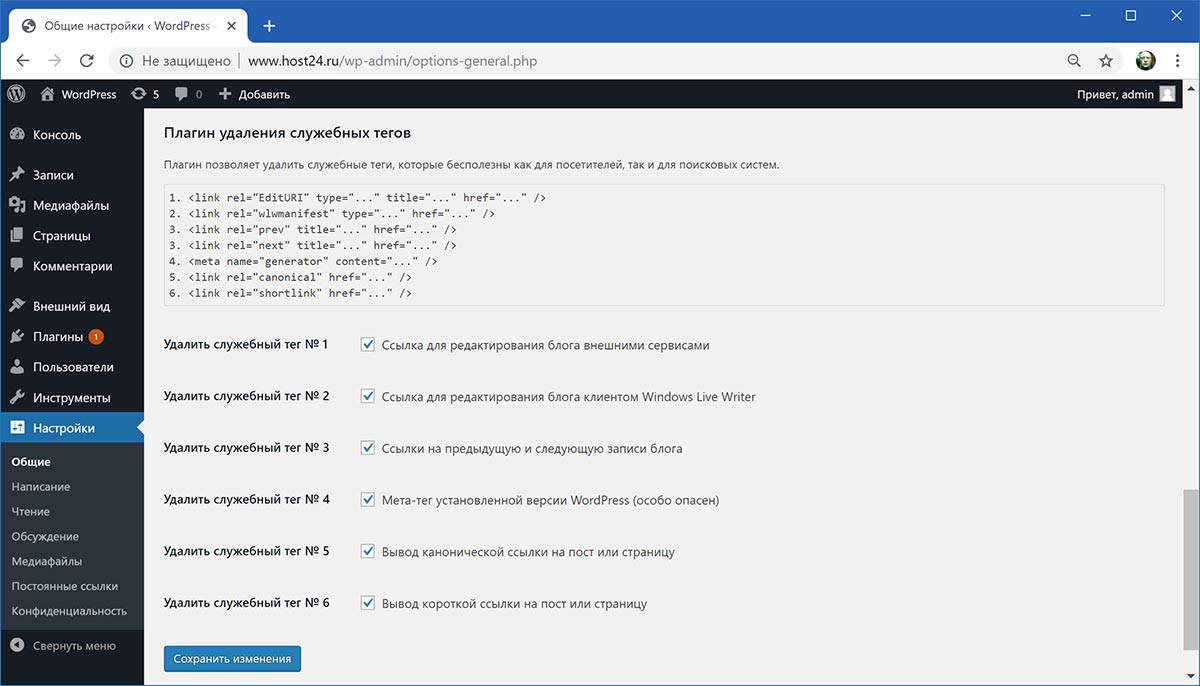 Общие настройки ‹ WordPress -
Не защищено www.host24.ru/wp-admin/options-general.php
WordPress 5 0 Добавить Привет, admin
Консоль
Записи
Медиафайлы
Страницы
Комментарии
Внешний вид
Плагины 1
Пользователи
Инструменты
Настройки
Общие
Написание
Чтение
Обсуждение
Медиафайлы
Постоянные ссылки
Конфиденциальность
Свернуть меню
Плагин удаления служебных тегов
Плагин позволяет удалить служебные теги, которые бесполезны как для посетителей, так и для поисковых систем.
1. <link rel="EditURI" type="..." title="..." href="..." />
2. <link rel="wlwmanifest" type="..." href="..." />
3. <link rel="prev" title="..." href="..." />
3. <link rel="next" title="..." href="..." />
4. <meta name="generator" content="..." />
5. <link rel="canonical" href="..." />
6. <link rel="shortlink" href="..." />
Удалить служебный тег № 1 Ссылка для редактирования блога внешними сервисами
Удалить служебный тег № 2 Ссылка для редактирования блога клиентом Windows Live Writer
Удалить служебный тег № 3 Ссылки на предыдущую и следующую записи блога
Удалить служебный тег № 4 Мета-тег установленной версии WordPress (особо опасен)
Удалить служебный тег № 5 Вывод канонической ссылки на пост или страницу
Удалить служебный тег № 6 Вывод короткой ссылки на пост или страницу
Сохранить изменения